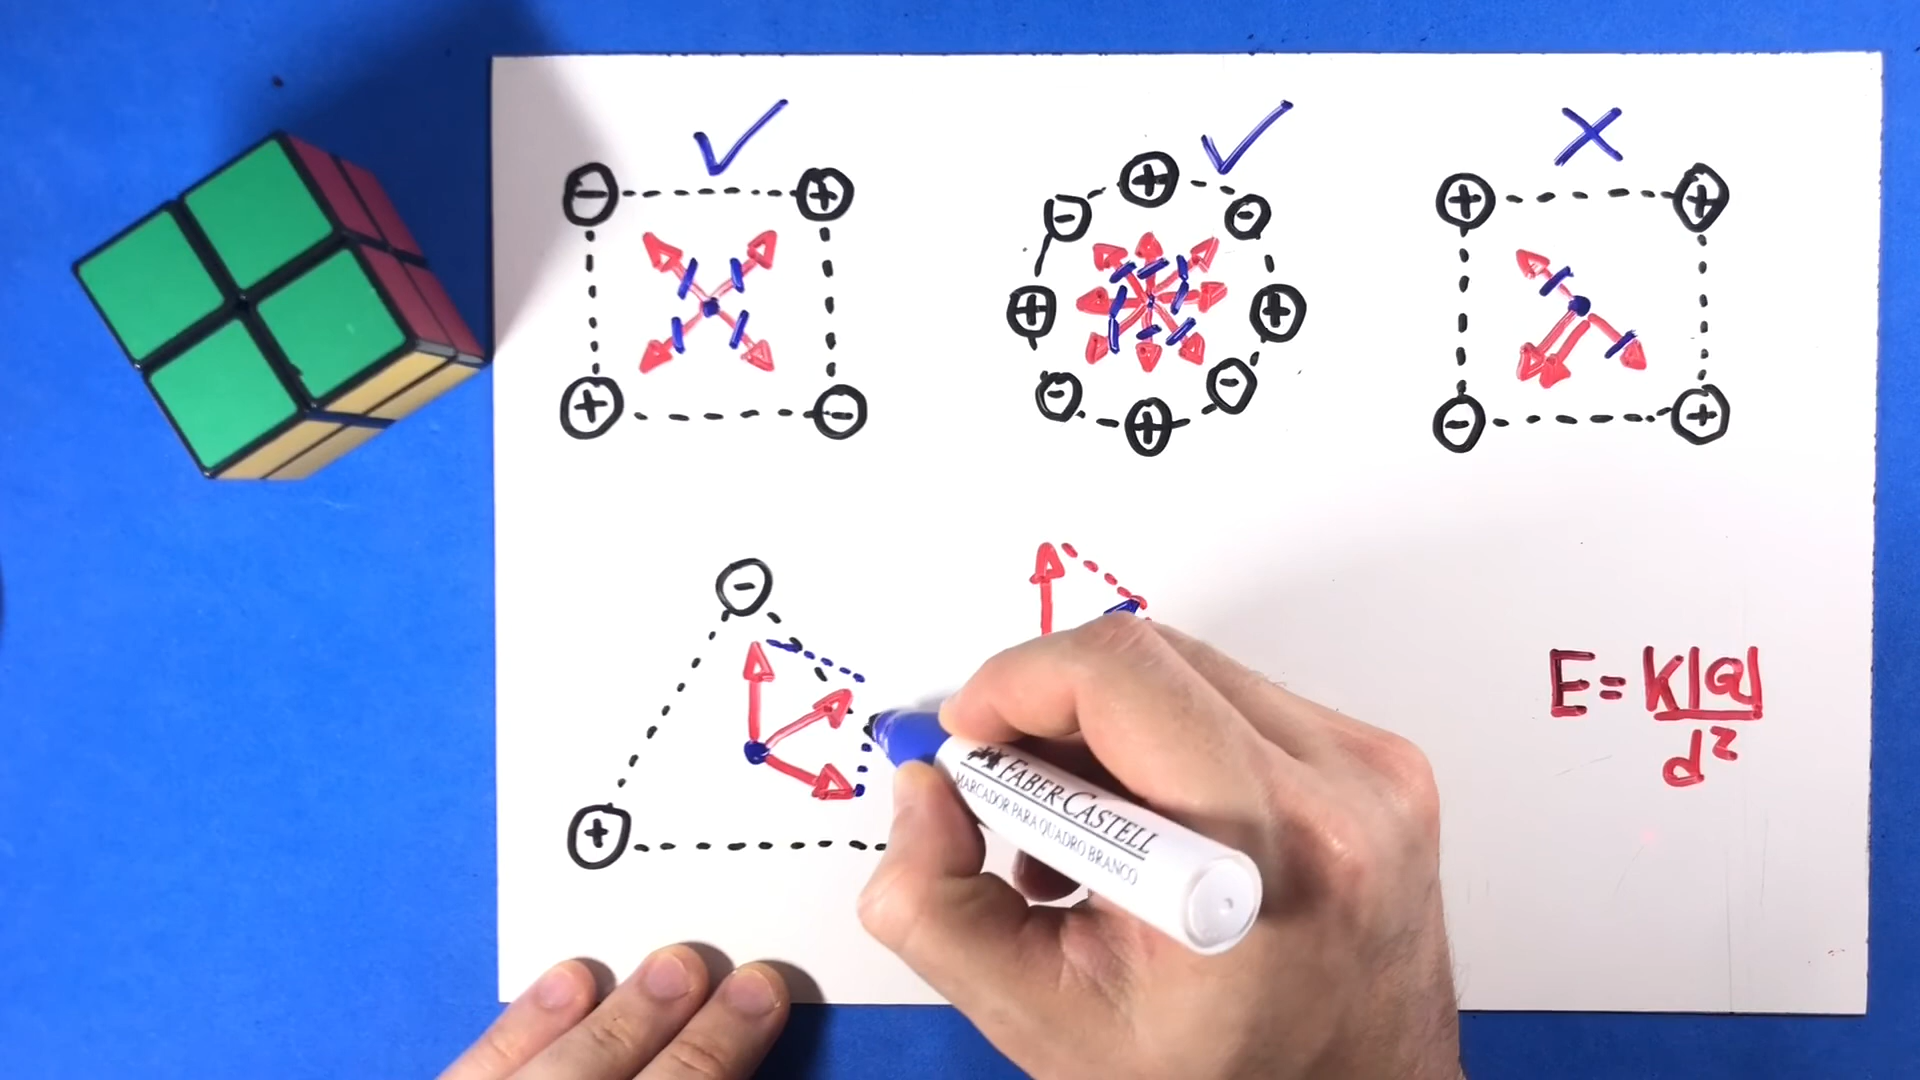 - +
+ -
+
- -
+ +
- -
+
+ +
- +
-
+
E = K|Q|
d²
FABER-CASTELL
MARCADOR PARA QUADRO BRANCO